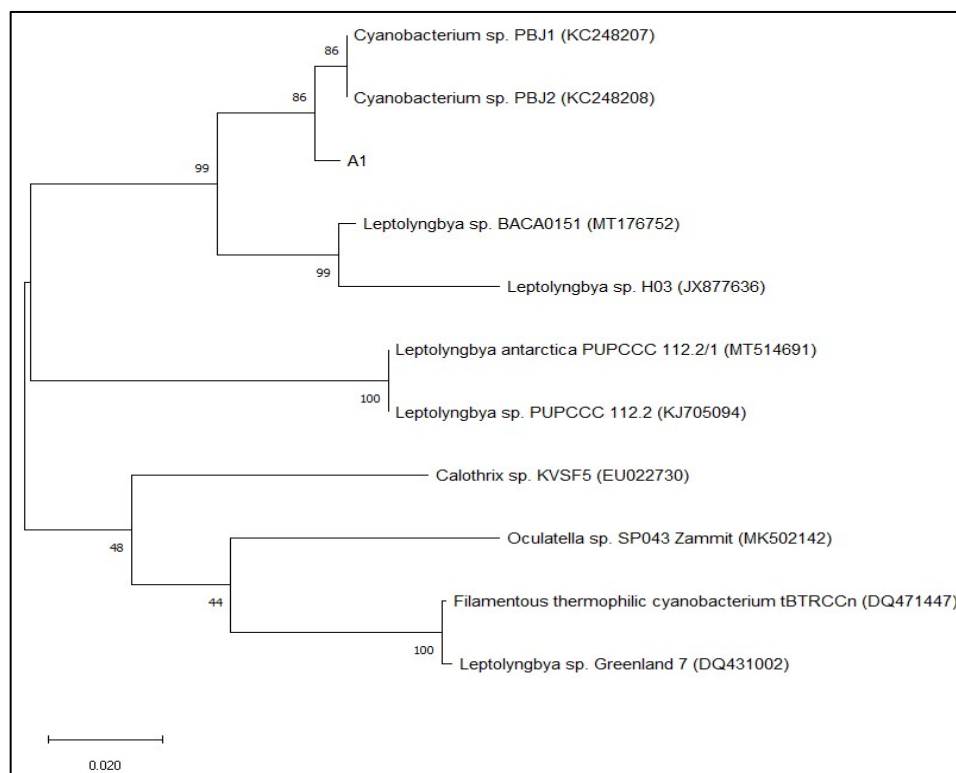 Cyanobacterium sp. PBJ1 (KC248207)
86
Cyanobacterium sp. PBJ2 (KC248208)
86
A1
99
Leptolyngbya sp. BACA0151 (MT176752)
99
Leptolyngbya sp. H03 (JX877636)
Leptolyngbya antarctica PUPCCC 112.2/1 (MT514691)
100
Leptolyngbya sp. PUPCCC 112.2 (KJ705094)
Calothrix sp. KVSF5 (EU022730)
48
Oculatella sp. SP043 Zammit (MK502142)
44
Filamentous thermophilic cyanobacterium tBTRCCn (DQ471447)
100
Leptolyngbya sp. Greenland 7 (DQ431002)
0.020